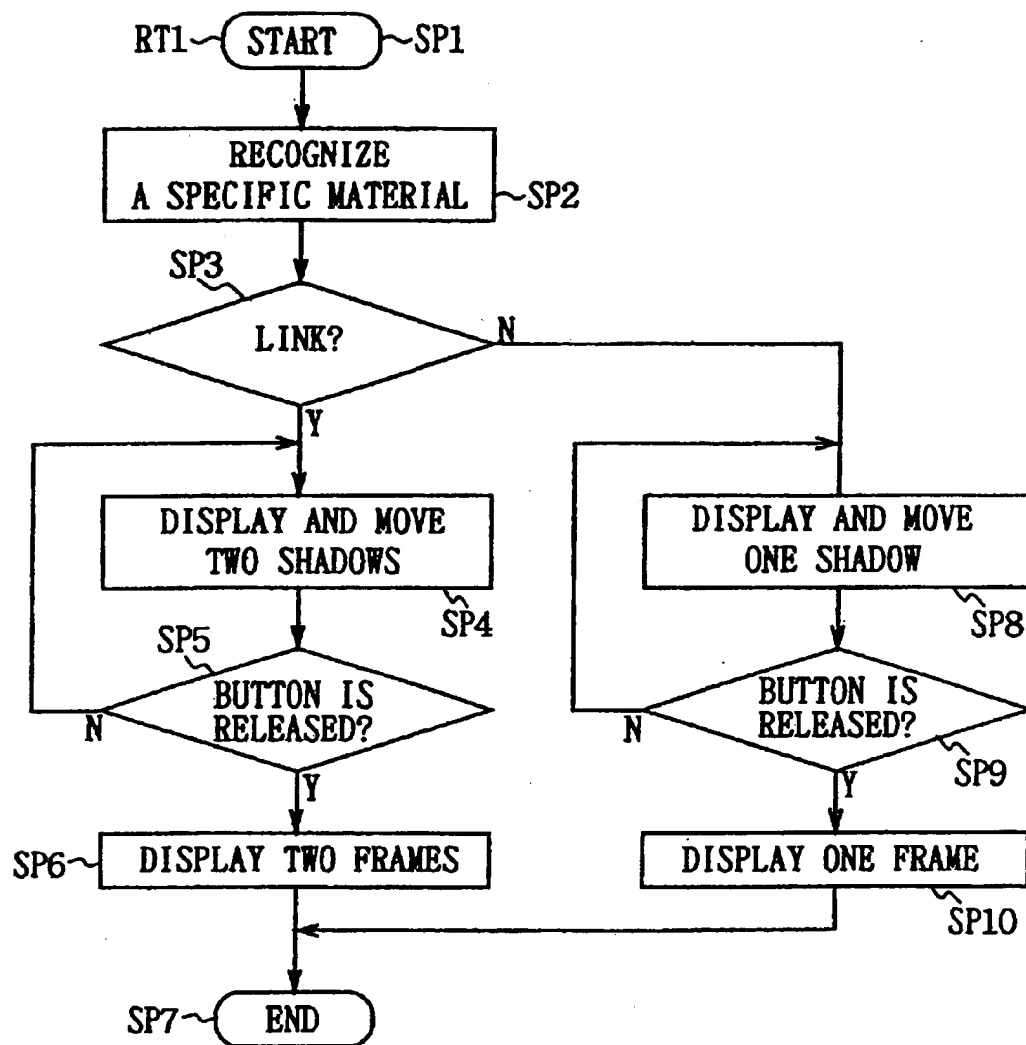 RT1
START
SP1
RECOGNIZE
A SPECIFIC MATERIAL
SP2
SP3
LINK?
N
Y
DISPLAY AND MOVE
TWO SHADOWS
SP4
DISPLAY AND MOVE
ONE SHADOW
SP8
SP5
BUTTON IS
RELEASED?
N
Y
BUTTON IS
RELEASED?
N
SP9
Y
SP6
DISPLAY TWO FRAMES
DISPLAY ONE FRAME
SP10
SP7
END